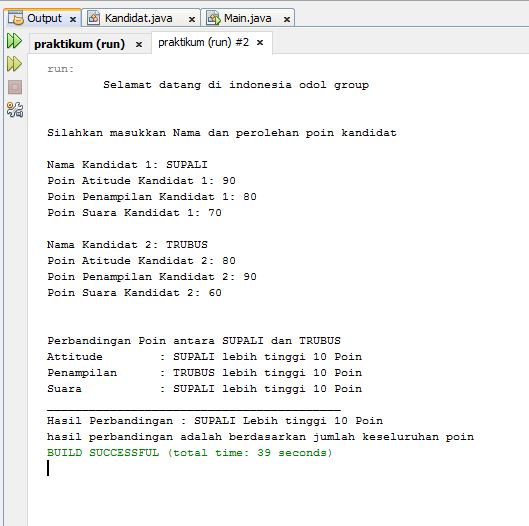 Output Kandidat.java Main.java
praktikum (run) praktikum (run) #2
run:
Selamat datang di indonesia odol group
Silahkan masukkan Nama dan perolehan poin kandidat
Nama Kandidat 1: SUPALI
Poin Atitude Kandidat 1: 90
Poin Penampilan Kandidat 1: 80
Poin Suara Kandidat 1: 70
Nama Kandidat 2: TRUBUS
Poin Atitude Kandidat 2: 80
Poin Penampilan Kandidat 2: 90
Poin Suara Kandidat 2: 60
Perbandingan Poin antara SUPALI dan TRUBUS
Attitude : SUPALI lebih tinggi 10 Poin
Penampilan : TRUBUS lebih tinggi 10 Poin
Suara : SUPALI lebih tinggi 10 Poin
Hasil Perbandingan : SUPALI Lebih tinggi 10 Poin
hasil perbandingan adalah berdasarkan jumlah keseluruhan poin
BUILD SUCCESSFUL (total time: 39 seconds)